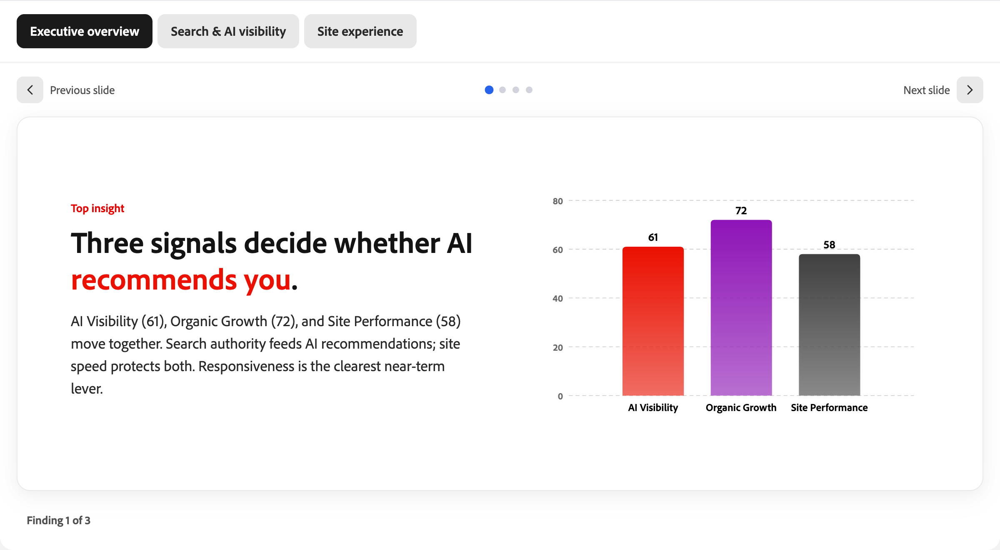 Executive overview
Search & AI visibility
Site experience
Previous slide
Next slide
Top insight
Three signals decide whether AI
recommends you.
AI Visibility (61), Organic Growth (72), and Site Performance (58)
move together. Search authority feeds AI recommendations; site
speed protects both. Responsiveness is the clearest near-term
lever.
80
60
40
20
0
61
72
58
AI Visibility
Organic Growth
Site Performance
Finding 1 of 3